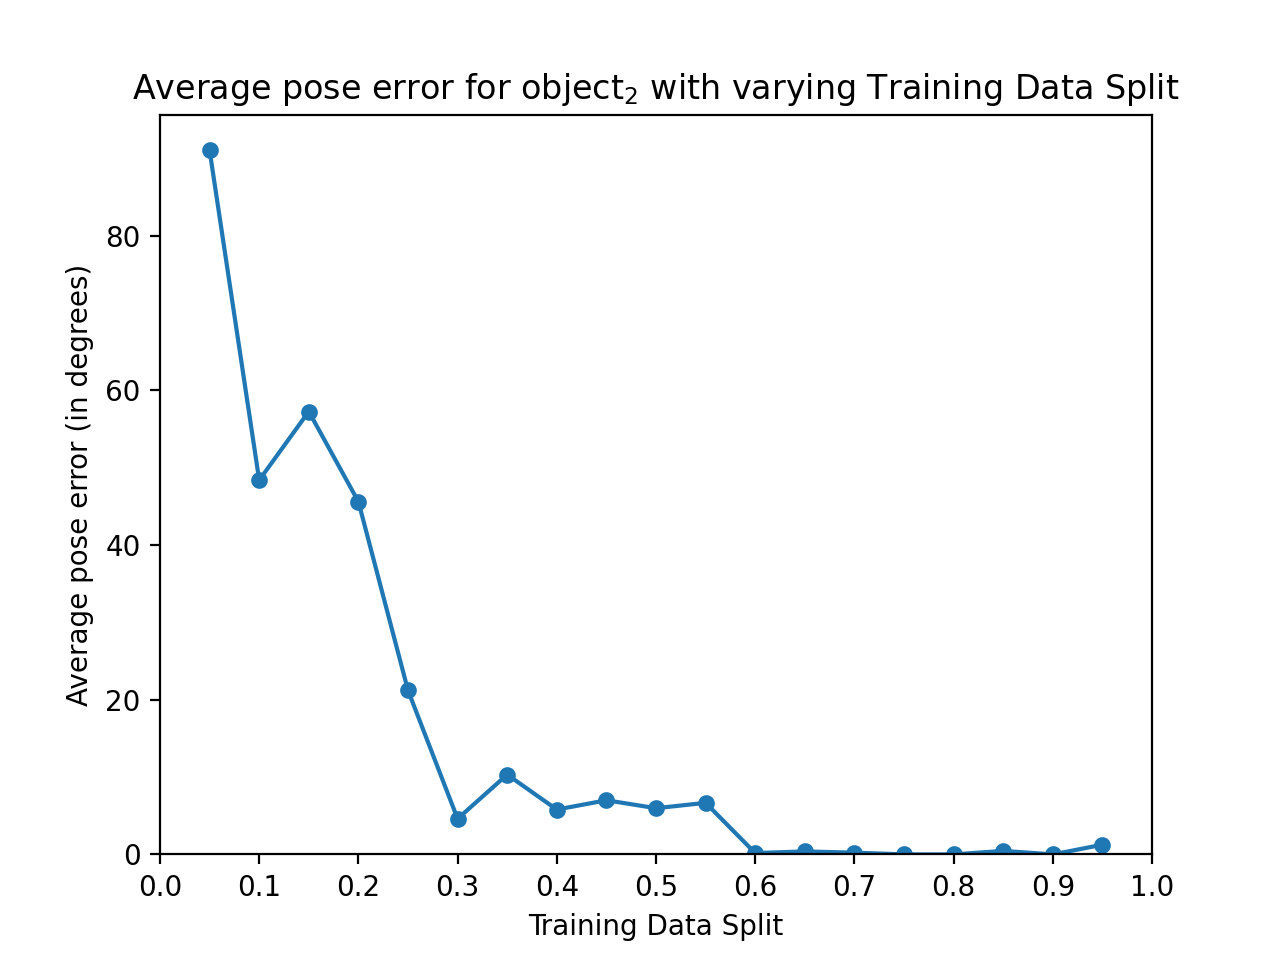 Average pose error for object₂ with varying Training Data Split
Average pose error (in degrees)
80
60
40
20
0
0.0 0.1 0.2 0.3 0.4 0.5 0.6 0.7 0.8 0.9 1.0
Training Data Split